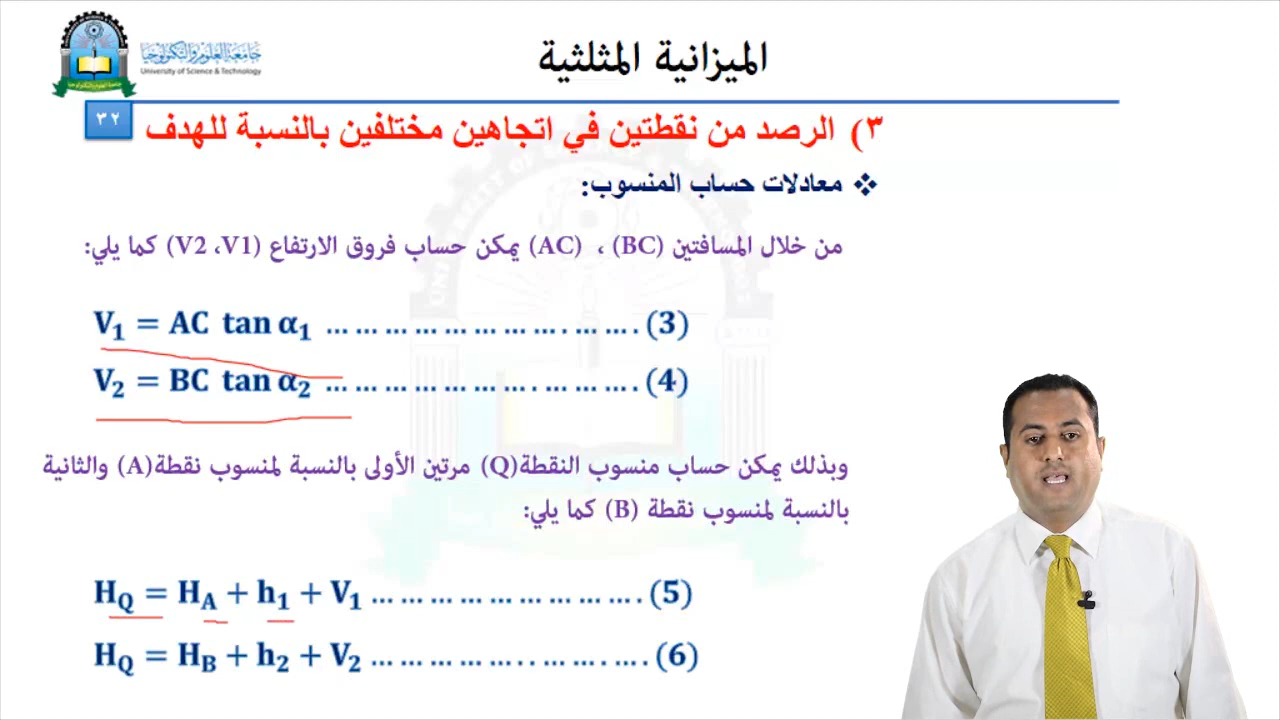 جامعة العلوم والتكنولوجيا
University of Science & Technology
الميزانية المثلثية
٣٢
٣) الرصد من نقطتين في اتجاهين مختلفين بالنسبة للهدف
❖ معادلات حساب المنسوب:
من خلال المسافتين (BC) ، (AC) يمكن حساب فروق الارتفاع (V1، V2) كما يلي:
V₁ = AC tan α₁ ... ... ... ... ... ... ... ... . ... ... . (3)
V₂ = BC tan α₂ ... ... ... ... ... ... ... . ... ... ... . (4)
وبذلك يمكن حساب منسوب النقطة(Q) مرتين الأولى بالنسبة لمنسوب نقطة(A) والثانية
بالنسبة لمنسوب نقطة (B) كما يلي:
H_Q = H_A + h₁ + V₁ ... ... ... ... ... ... ... ... ... . (5)
H_Q = H_B + h₂ + V₂ ... ... ... ... ... . . ... . ... . (6)